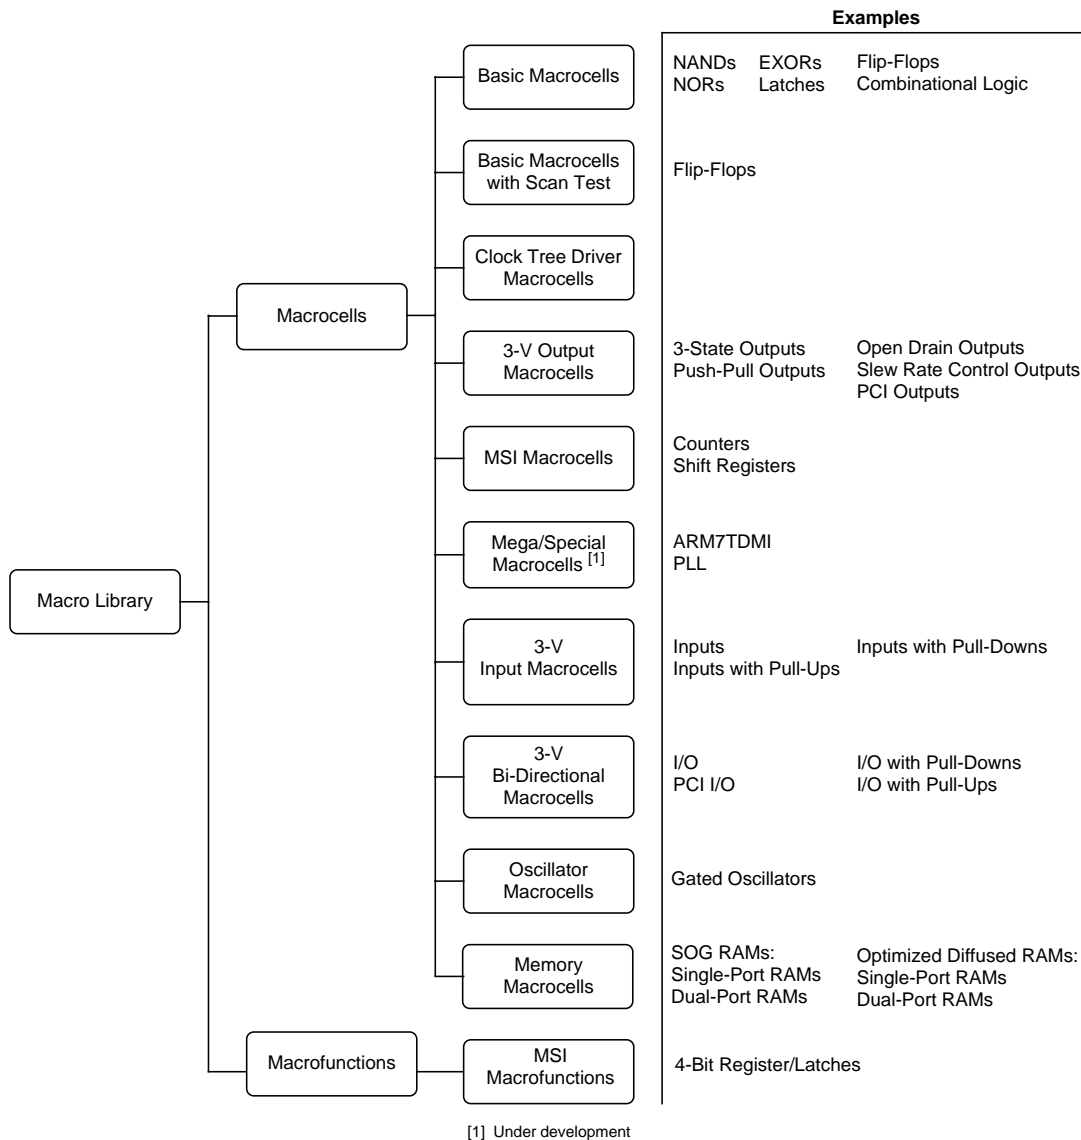 Examples
Basic Macrocells
NANDs EXORs Flip-Flops
NORs Latches Combinational Logic
Basic Macrocells
with Scan Test
Flip-Flops
Clock Tree Driver
Macrocells
Macrocells
3-V Output
Macrocells
3-State Outputs Open Drain Outputs
Push-Pull Outputs Slew Rate Control Outputs
PCI Outputs
MSI Macrocells
Counters
Shift Registers
Mega/Special
Macrocells [1]
ARM7TDMI
PLL
Macro Library
3-V
Input Macrocells
Inputs Inputs with Pull-Downs
Inputs with Pull-Ups
3-V
Bi-Directional
Macrocells
I/O I/O with Pull-Downs
PCI I/O I/O with Pull-Ups
Oscillator
Macrocells
Gated Oscillators
Memory
Macrocells
SOG RAMs: Optimized Diffused RAMs:
Single-Port RAMs Single-Port RAMs
Dual-Port RAMs Dual-Port RAMs
Macrofunctions
MSI
Macrofunctions
4-Bit Register/Latches
[1] Under development